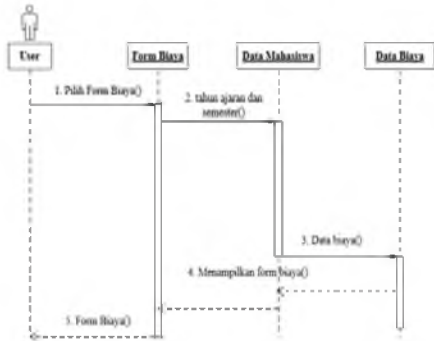 User
Form Biaya
Data Mahasiswa
Data Biaya
1. Pilih Form Biaya()
2. tahun ajaran dan
semester()
3. Data biaya()
4. Menampilkan form biaya()
5. Form Biaya()